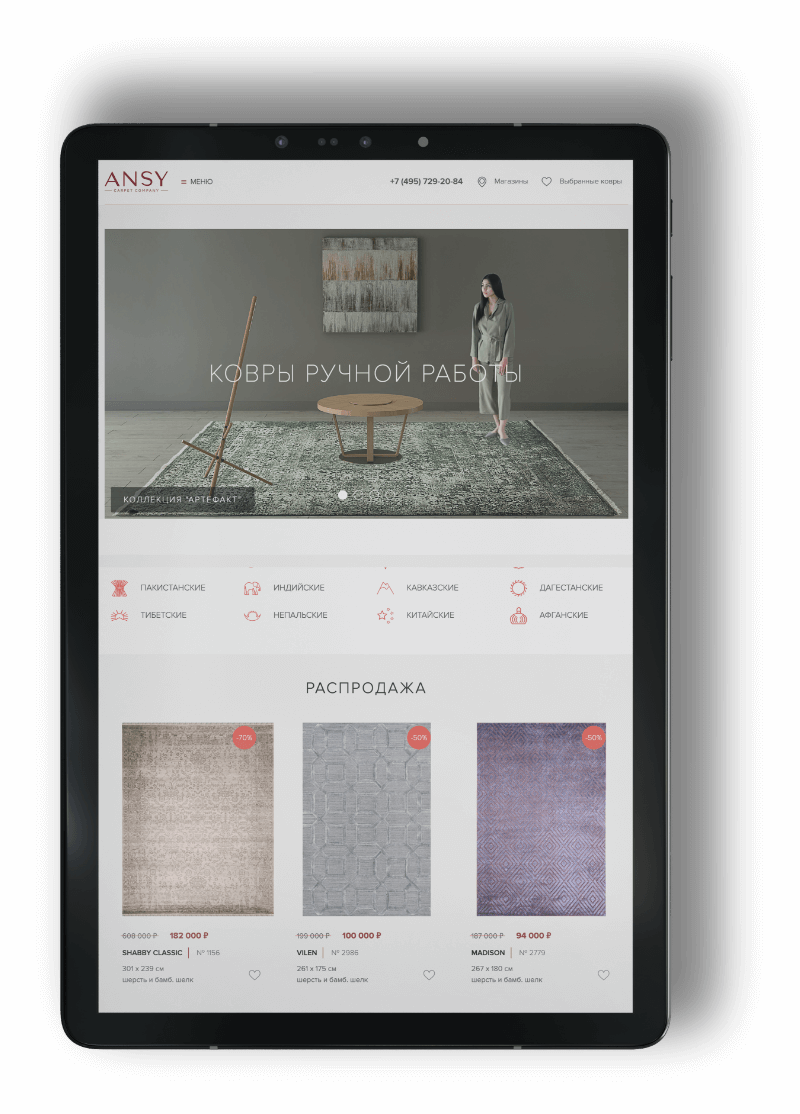 ANSY
CARPET COMPANY
МЕНЮ
+7 (495) 729-20-84
Магазины
Выбранные ковры
КОВРЫ РУЧНОЙ РАБОТЫ
КОЛЛЕКЦИЯ "АРТЕФАКТ"
ПАКИСТАНСКИЕ
ИНДИЙСКИЕ
КАВКАЗСКИЕ
ДАГЕСТАНСКИЕ
ТИБЕТСКИЕ
НЕПАЛЬСКИЕ
КИТАЙСКИЕ
АФГАНСКИЕ
РАСПРОДАЖА
-70%
-50%
-50%
608 000 ₽ 182 000 ₽
SHABBY CLASSIC | № 1156
301 x 239 см
шерсть и бамб. шелк
199 000 ₽ 100 000 ₽
VILEN | № 2986
261 x 175 см
шерсть и бамб. шелк
187 000 ₽ 94 000 ₽
MADISON | № 2779
267 x 180 см
шерсть и бамб. шелк